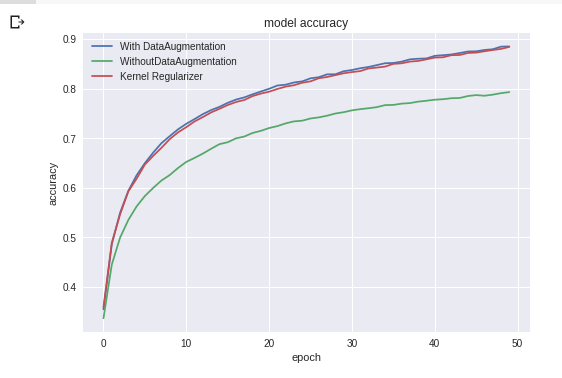 model accuracy
With DataAugmentation
WithoutDataAugmentation
Kernel Regularizer
0.9
0.8
0.7
0.6
0.5
0.4
accuracy
0 10 20 30 40 50
epoch